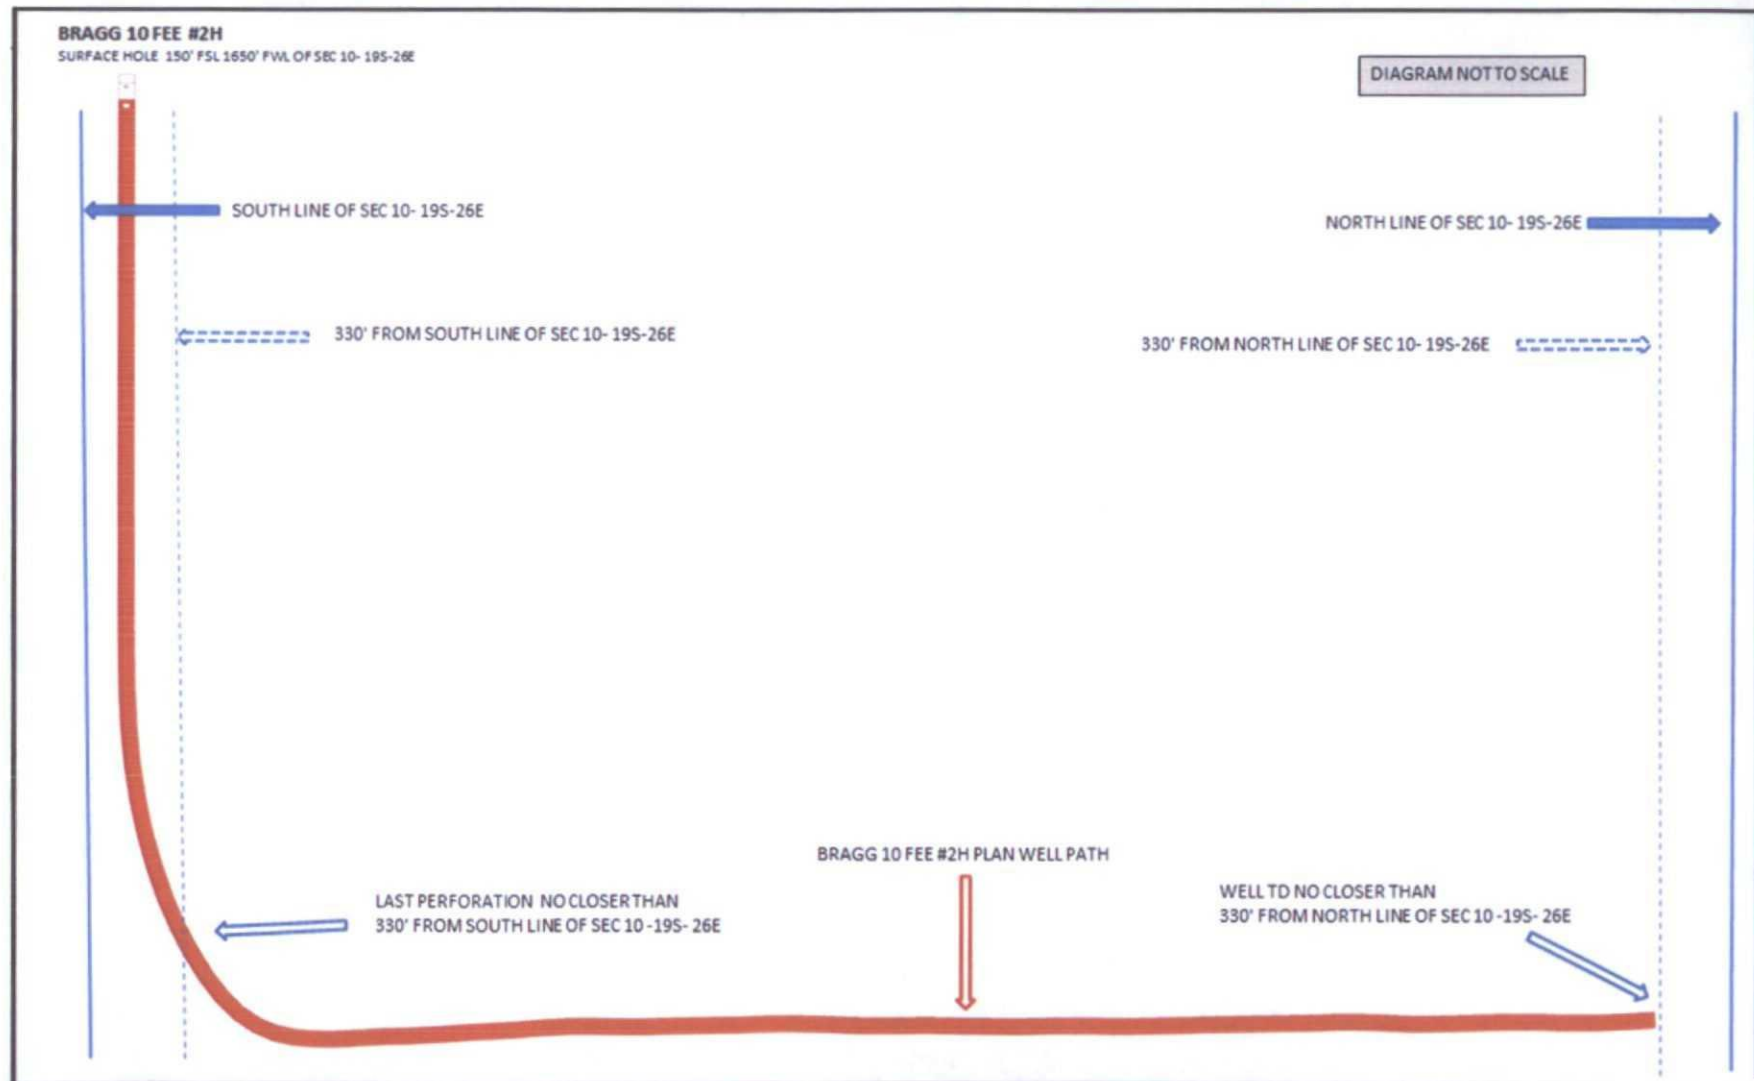 BRAGG 10 FEE #2H
SURFACE HOLE 150' FSL 1650' FWL OF SEC 10- 19S-26E
DIAGRAM NOT TO SCALE
SOUTH LINE OF SEC 10- 19S-26E
NORTH LINE OF SEC 10- 19S-26E
330' FROM SOUTH LINE OF SEC 10- 19S-26E
330' FROM NORTH LINE OF SEC 10- 19S-26E
BRAGG 10 FEE #2H PLAN WELL PATH
LAST PERFORATION NO CLOSER THAN
330' FROM SOUTH LINE OF SEC 10 -19S- 26E
WELL TD NO CLOSER THAN
330' FROM NORTH LINE OF SEC 10 -19S- 26E